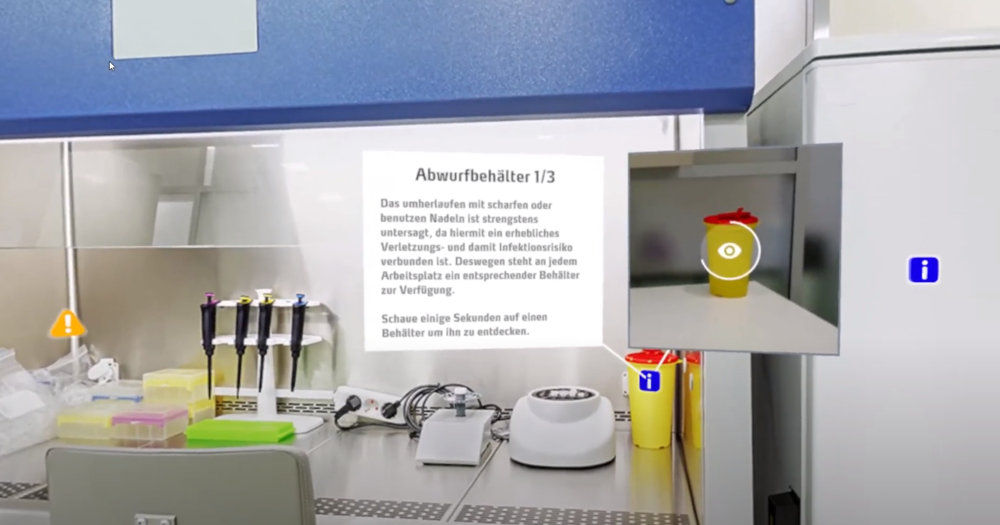 Abwurfbehälter 1/3
Das umherlaufen mit scharfen oder
benutzen Nadeln ist strengstens
untersagt, da hiermit ein erhebliches
Verletzungs- und damit Infektionsrisiko
verbunden ist. Deswegen steht an jedem
Arbeitsplatz ein entsprechender Behälter
zur Verfügung.
Schaue einige Sekunden auf einen
Behälter um ihn zu entdecken.